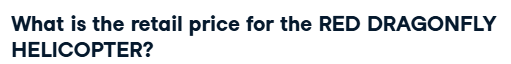 What is the retail price for the RED DRAGONFLY
HELICOPTER?